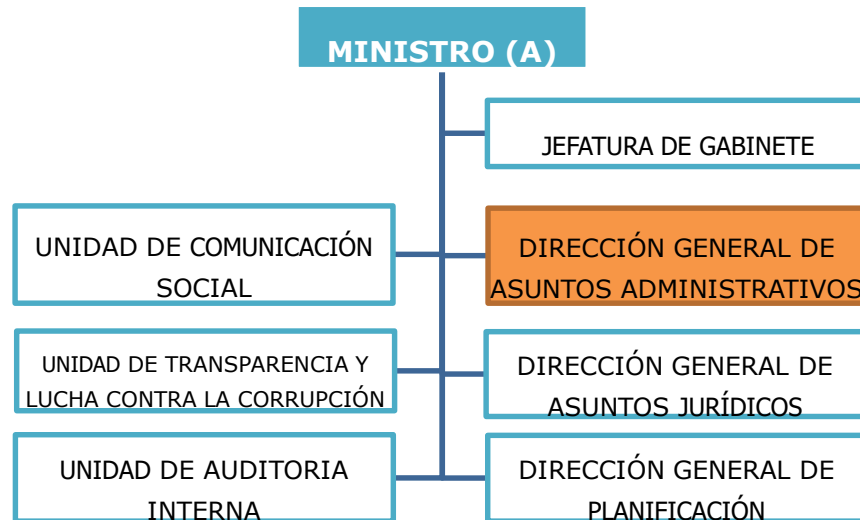 MINISTRO (A)
JEFATURA DE GABINETE
UNIDAD DE COMUNICACIÓN
SOCIAL
DIRECCIÓN GENERAL DE
ASUNTOS ADMINISTRATIVOS
UNIDAD DE TRANSPARENCIA Y
LUCHA CONTRA LA CORRUPCIÓN
DIRECCIÓN GENERAL DE
ASUNTOS JURÍDICOS
UNIDAD DE AUDITORIA
INTERNA
DIRECCIÓN GENERAL DE
PLANIFICACIÓN